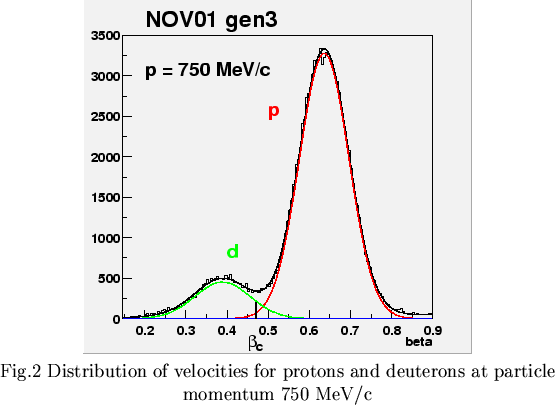 NOV01 gen3
3500
3000
2500
2000
1500
1000
500
0
p = 750 MeV/c
p
d
0.2 0.3 0.4 0.5 0.6 0.7 0.8 0.9
βc
beta
Fig.2 Distribution of velocities for protons and deuterons at particle
momentum 750 MeV/c